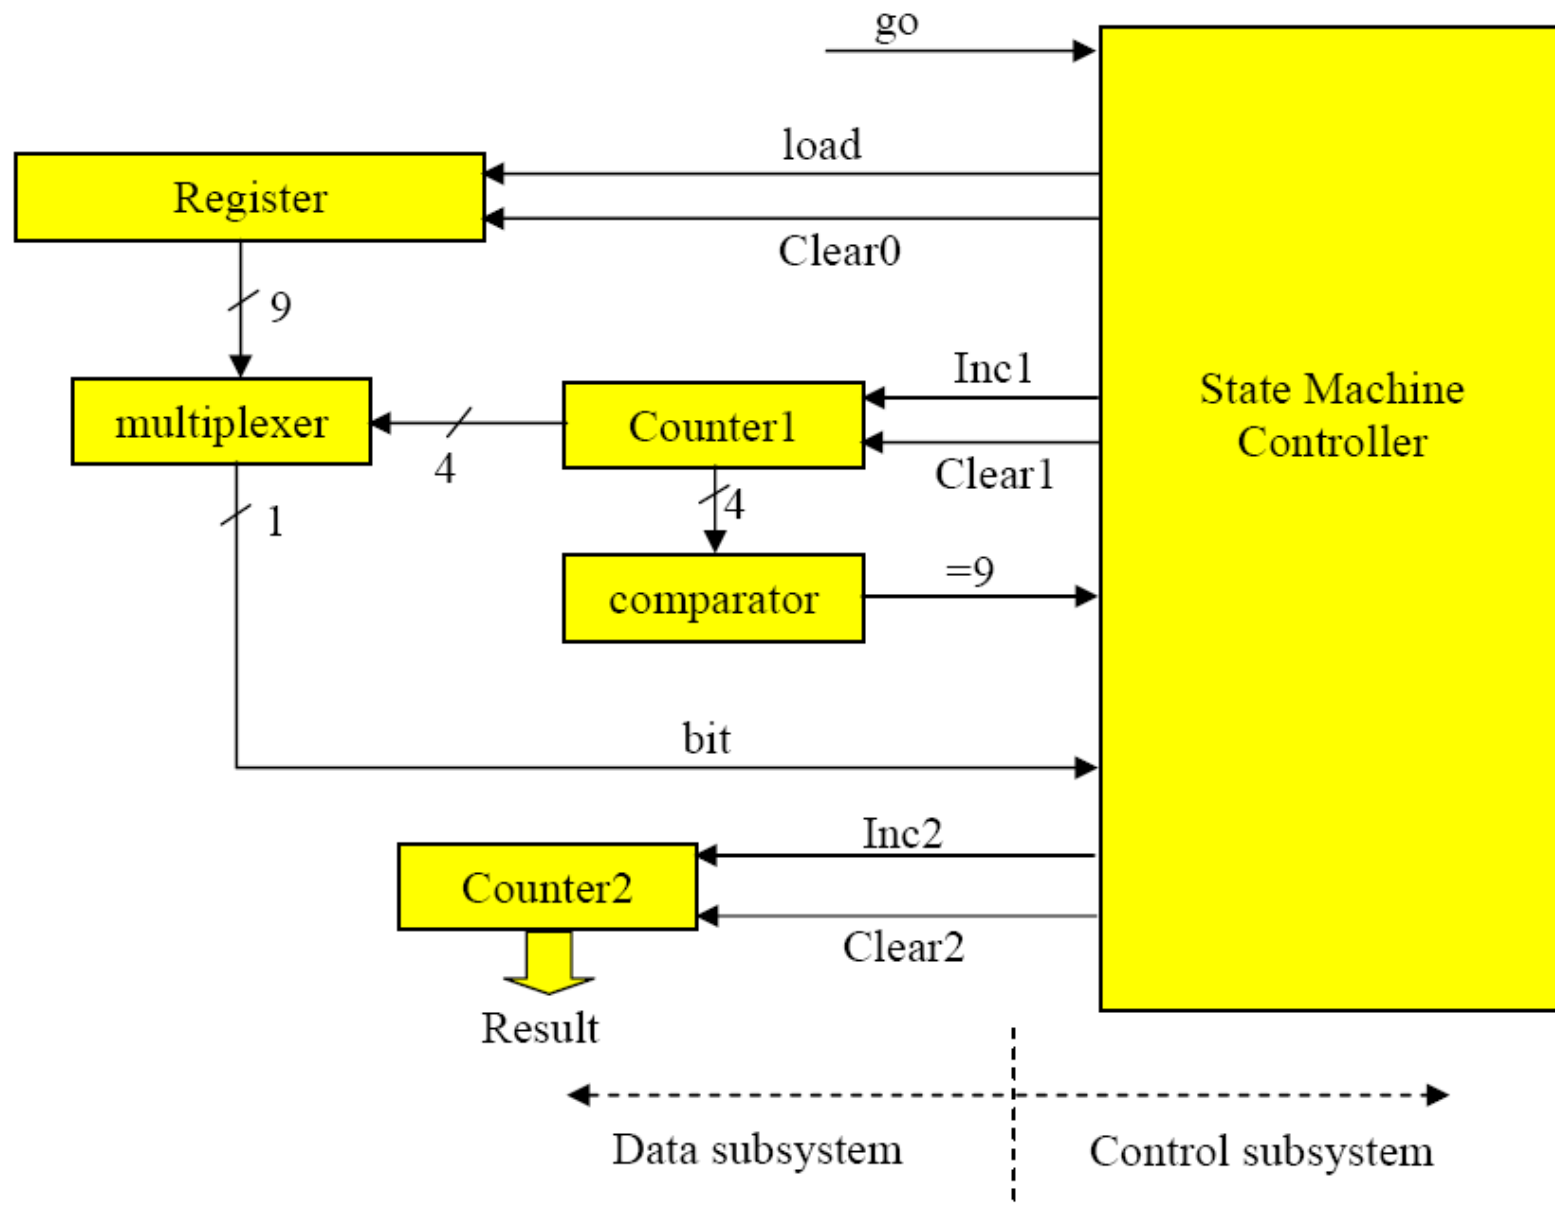 go
load
Register
Clear0
9
Inc1
State Machine
Controller
multiplexer
Counter1
4
Clear1
4
1
=9
comparator
bit
Inc2
Counter2
Clear2
Result
Data subsystem
Control subsystem